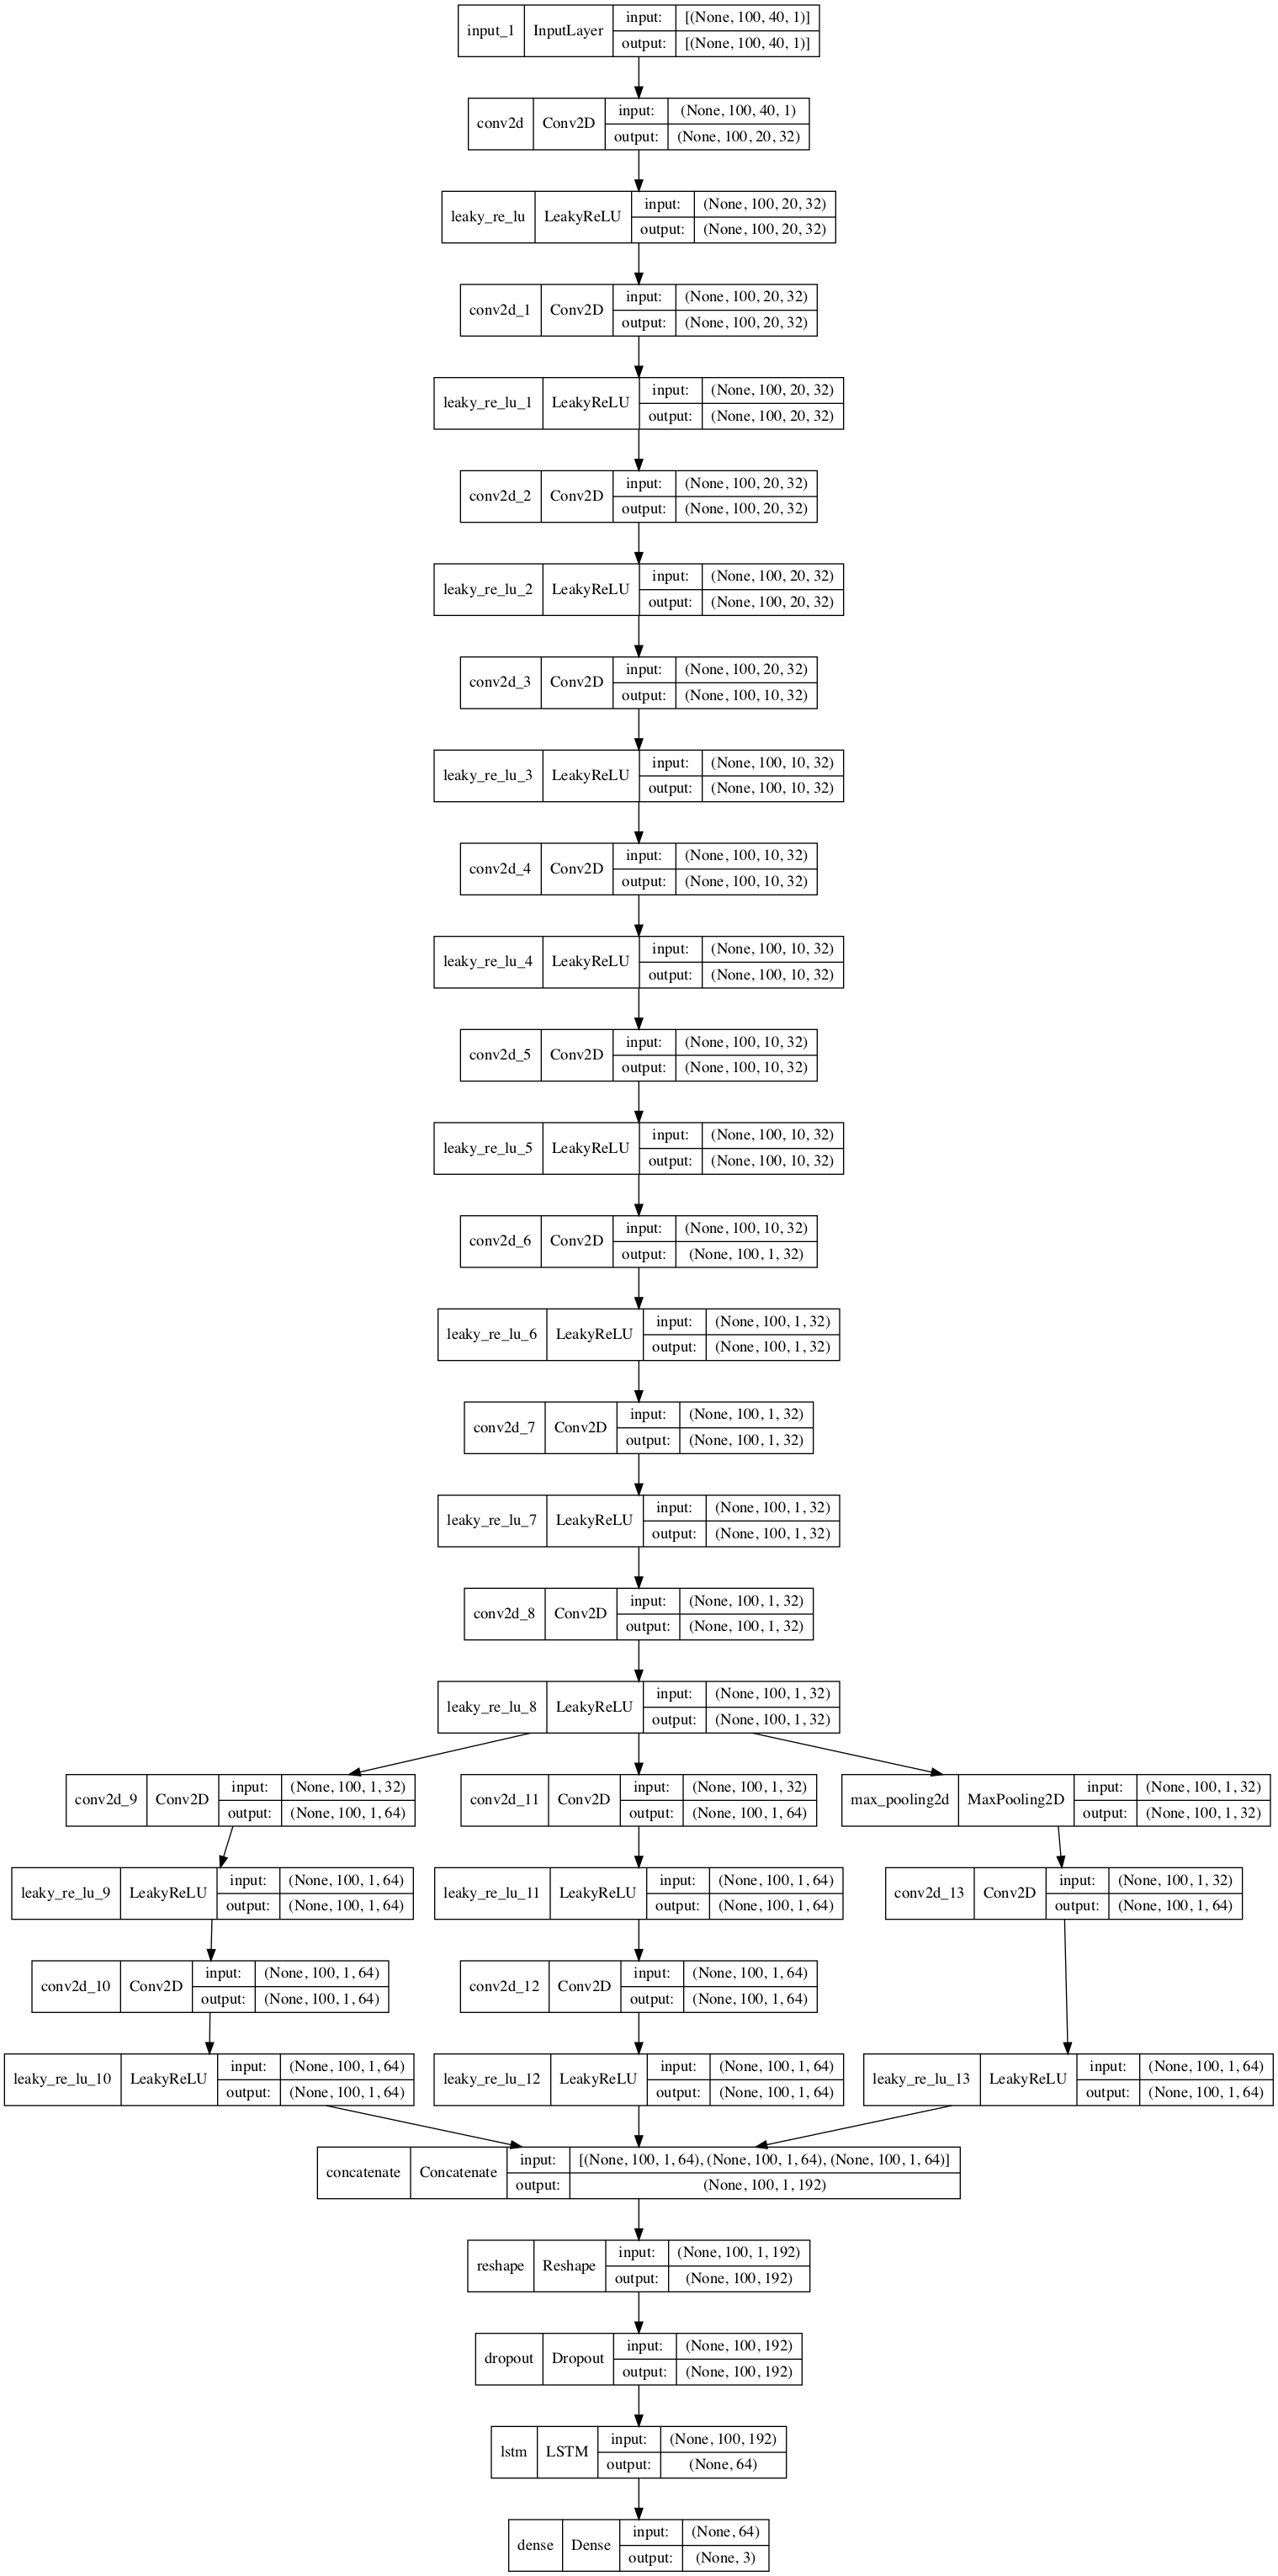 input_1 InputLayer input: [(None, 100, 40, 1)]
output: [(None, 100, 40, 1)]
conv2d Conv2D input: (None, 100, 40, 1)
output: (None, 100, 20, 32)
leaky_re_lu LeakyReLU input: (None, 100, 20, 32)
output: (None, 100, 20, 32)
conv2d_1 Conv2D input: (None, 100, 20, 32)
output: (None, 100, 20, 32)
leaky_re_lu_1 LeakyReLU input: (None, 100, 20, 32)
output: (None, 100, 20, 32)
conv2d_2 Conv2D input: (None, 100, 20, 32)
output: (None, 100, 20, 32)
leaky_re_lu_2 LeakyReLU input: (None, 100, 20, 32)
output: (None, 100, 20, 32)
conv2d_3 Conv2D input: (None, 100, 20, 32)
output: (None, 100, 10, 32)
leaky_re_lu_3 LeakyReLU input: (None, 100, 10, 32)
output: (None, 100, 10, 32)
conv2d_4 Conv2D input: (None, 100, 10, 32)
output: (None, 100, 10, 32)
leaky_re_lu_4 LeakyReLU input: (None, 100, 10, 32)
output: (None, 100, 10, 32)
conv2d_5 Conv2D input: (None, 100, 10, 32)
output: (None, 100, 10, 32)
leaky_re_lu_5 LeakyReLU input: (None, 100, 10, 32)
output: (None, 100, 10, 32)
conv2d_6 Conv2D input: (None, 100, 10, 32)
output: (None, 100, 1, 32)
leaky_re_lu_6 LeakyReLU input: (None, 100, 1, 32)
output: (None, 100, 1, 32)
conv2d_7 Conv2D input: (None, 100, 1, 32)
output: (None, 100, 1, 32)
leaky_re_lu_7 LeakyReLU input: (None, 100, 1, 32)
output: (None, 100, 1, 32)
conv2d_8 Conv2D input: (None, 100, 1, 32)
output: (None, 100, 1, 32)
leaky_re_lu_8 LeakyReLU input: (None, 100, 1, 32)
output: (None, 100, 1, 32)
conv2d_9 Conv2D input: (None, 100, 1, 32)
output: (None, 100, 1, 64)
conv2d_11 Conv2D input: (None, 100, 1, 32)
output: (None, 100, 1, 64)
max_pooling2d MaxPooling2D input: (None, 100, 1, 32)
output: (None, 100, 1, 32)
leaky_re_lu_9 LeakyReLU input: (None, 100, 1, 64)
output: (None, 100, 1, 64)
leaky_re_lu_11 LeakyReLU input: (None, 100, 1, 64)
output: (None, 100, 1, 64)
conv2d_13 Conv2D input: (None, 100, 1, 32)
output: (None, 100, 1, 64)
conv2d_10 Conv2D input: (None, 100, 1, 64)
output: (None, 100, 1, 64)
conv2d_12 Conv2D input: (None, 100, 1, 64)
output: (None, 100, 1, 64)
leaky_re_lu_10 LeakyReLU input: (None, 100, 1, 64)
output: (None, 100, 1, 64)
leaky_re_lu_12 LeakyReLU input: (None, 100, 1, 64)
output: (None, 100, 1, 64)
leaky_re_lu_13 LeakyReLU input: (None, 100, 1, 64)
output: (None, 100, 1, 64)
concatenate Concatenate input: [(None, 100, 1, 64), (None, 100, 1, 64), (None, 100, 1, 64)]
output: (None, 100, 1, 192)
reshape Reshape input: (None, 100, 1, 192)
output: (None, 100, 192)
dropout Dropout input: (None, 100, 192)
output: (None, 100, 192)
lstm LSTM input: (None, 100, 192)
output: (None, 64)
dense Dense input: (None, 64)
output: (None, 3)